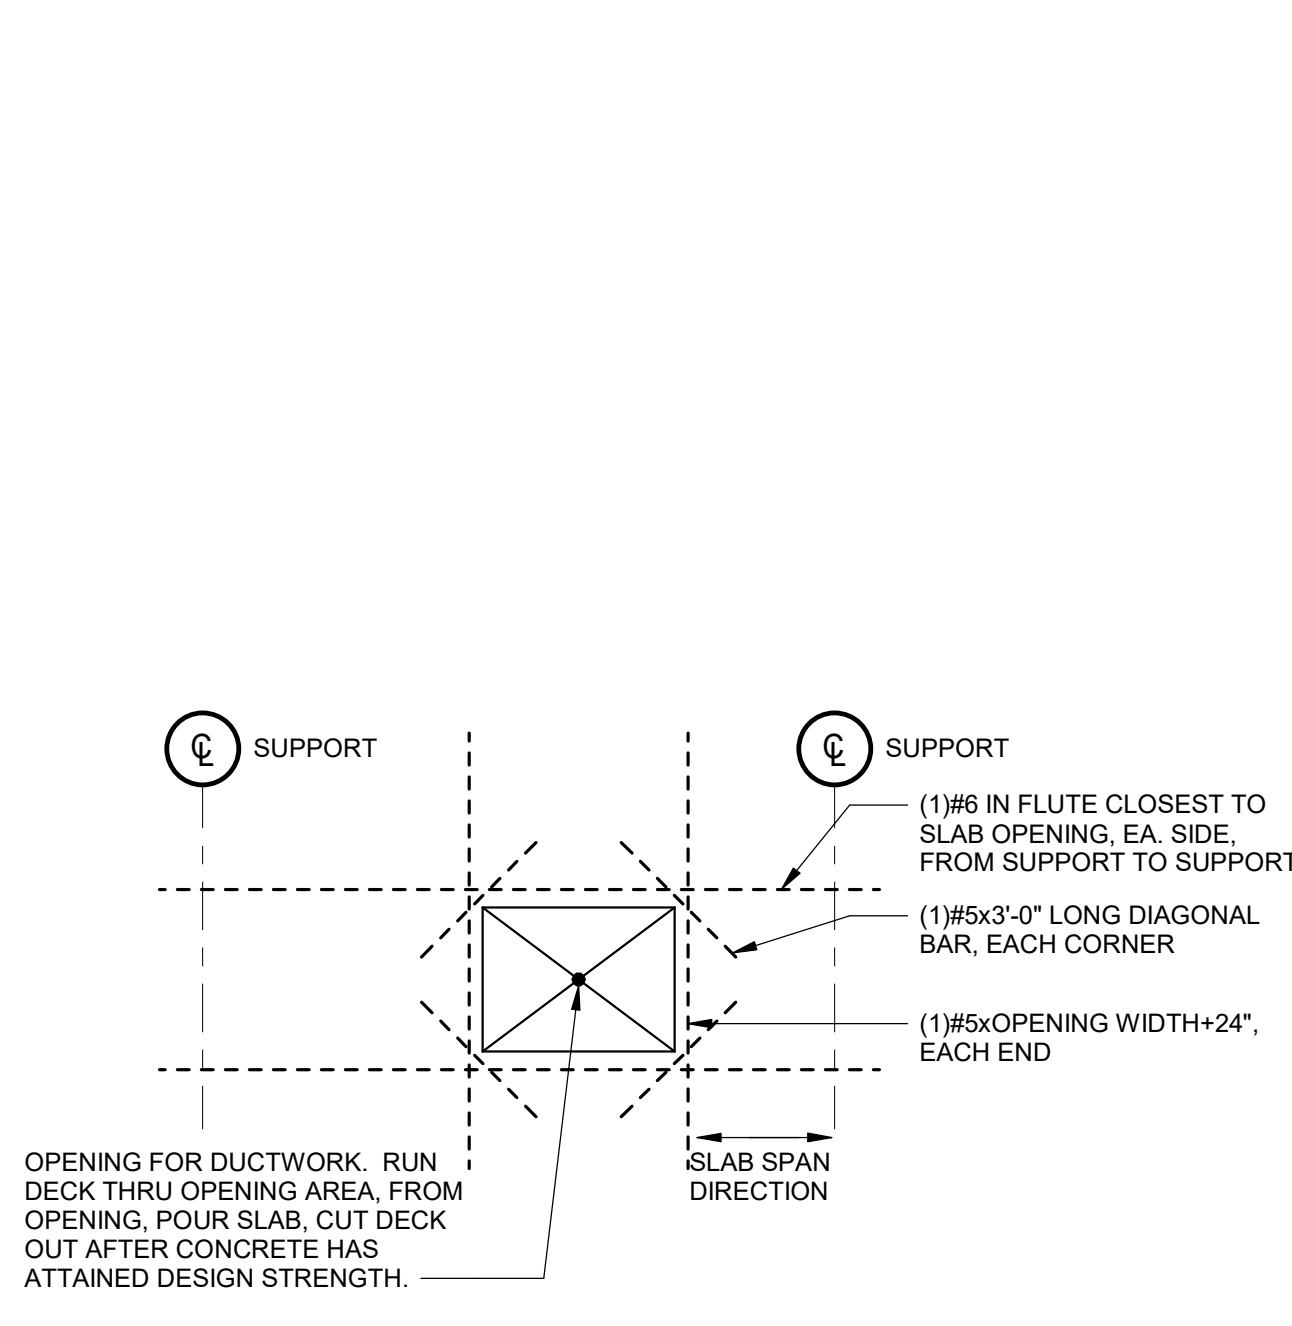 ℄ SUPPORT
℄ SUPPORT
(1)#6 IN FLUTE CLOSEST TO
SLAB OPENING, EA. SIDE,
FROM SUPPORT TO SUPPORT
(1)#5x3'-0" LONG DIAGONAL
BAR, EACH CORNER
(1)#5xOPENING WIDTH+24",
EACH END
SLAB SPAN
DIRECTION
OPENING FOR DUCTWORK.  RUN
DECK THRU OPENING AREA, FROM
OPENING, POUR SLAB, CUT DECK
OUT AFTER CONCRETE HAS
ATTAINED DESIGN STRENGTH.